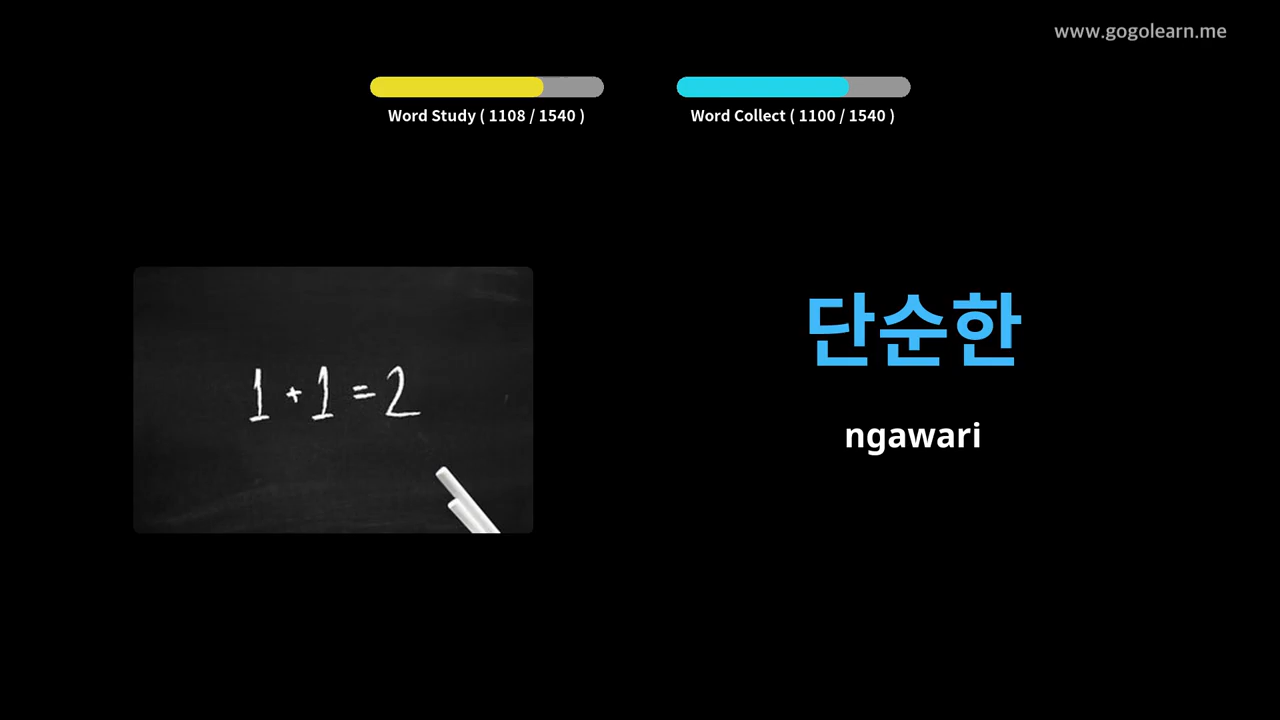 www.gogolearn.me
Word Study ( 1108 / 1540 )
Word Collect ( 1100 / 1540 )
1 + 1 = 2
단순한
ngawari